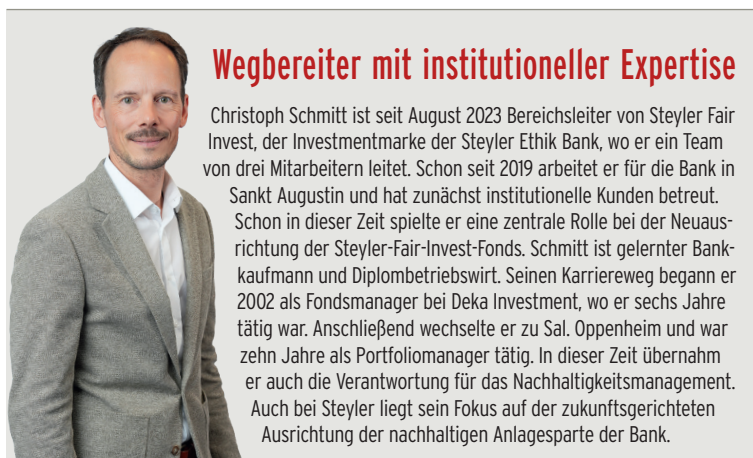 Wegbereiter mit institutioneller Expertise
Christoph Schmitt ist seit August 2023 Bereichsleiter von Steyler Fair
Invest, der Investmentmarke der Steyler Ethik Bank, wo er ein Team
von drei Mitarbeitern leitet. Schon seit 2019 arbeitet er für die Bank in
Sankt Augustin und hat zunächst institutionelle Kunden betreut.
Schon in dieser Zeit spielte er eine zentrale Rolle bei der Neuaus-
richtung der Steyler-Fair-Invest-Fonds. Schmitt ist gelernter Bank-
kaufmann und Diplombetriebswirt. Seinen Karriereweg begann er
2002 als Fondsmanager bei Deka Investment, wo er sechs Jahre
tätig war. Anschließend wechselte er zu Sal. Oppenheim und war
zehn Jahre als Portfoliomanager tätig. In dieser Zeit übernahm
er auch die Verantwortung für das Nachhaltigkeitsmanagement.
Auch bei Steyler liegt sein Fokus auf der zukunftsgerichteten
Ausrichtung der nachhaltigen Anlagesparte der Bank.